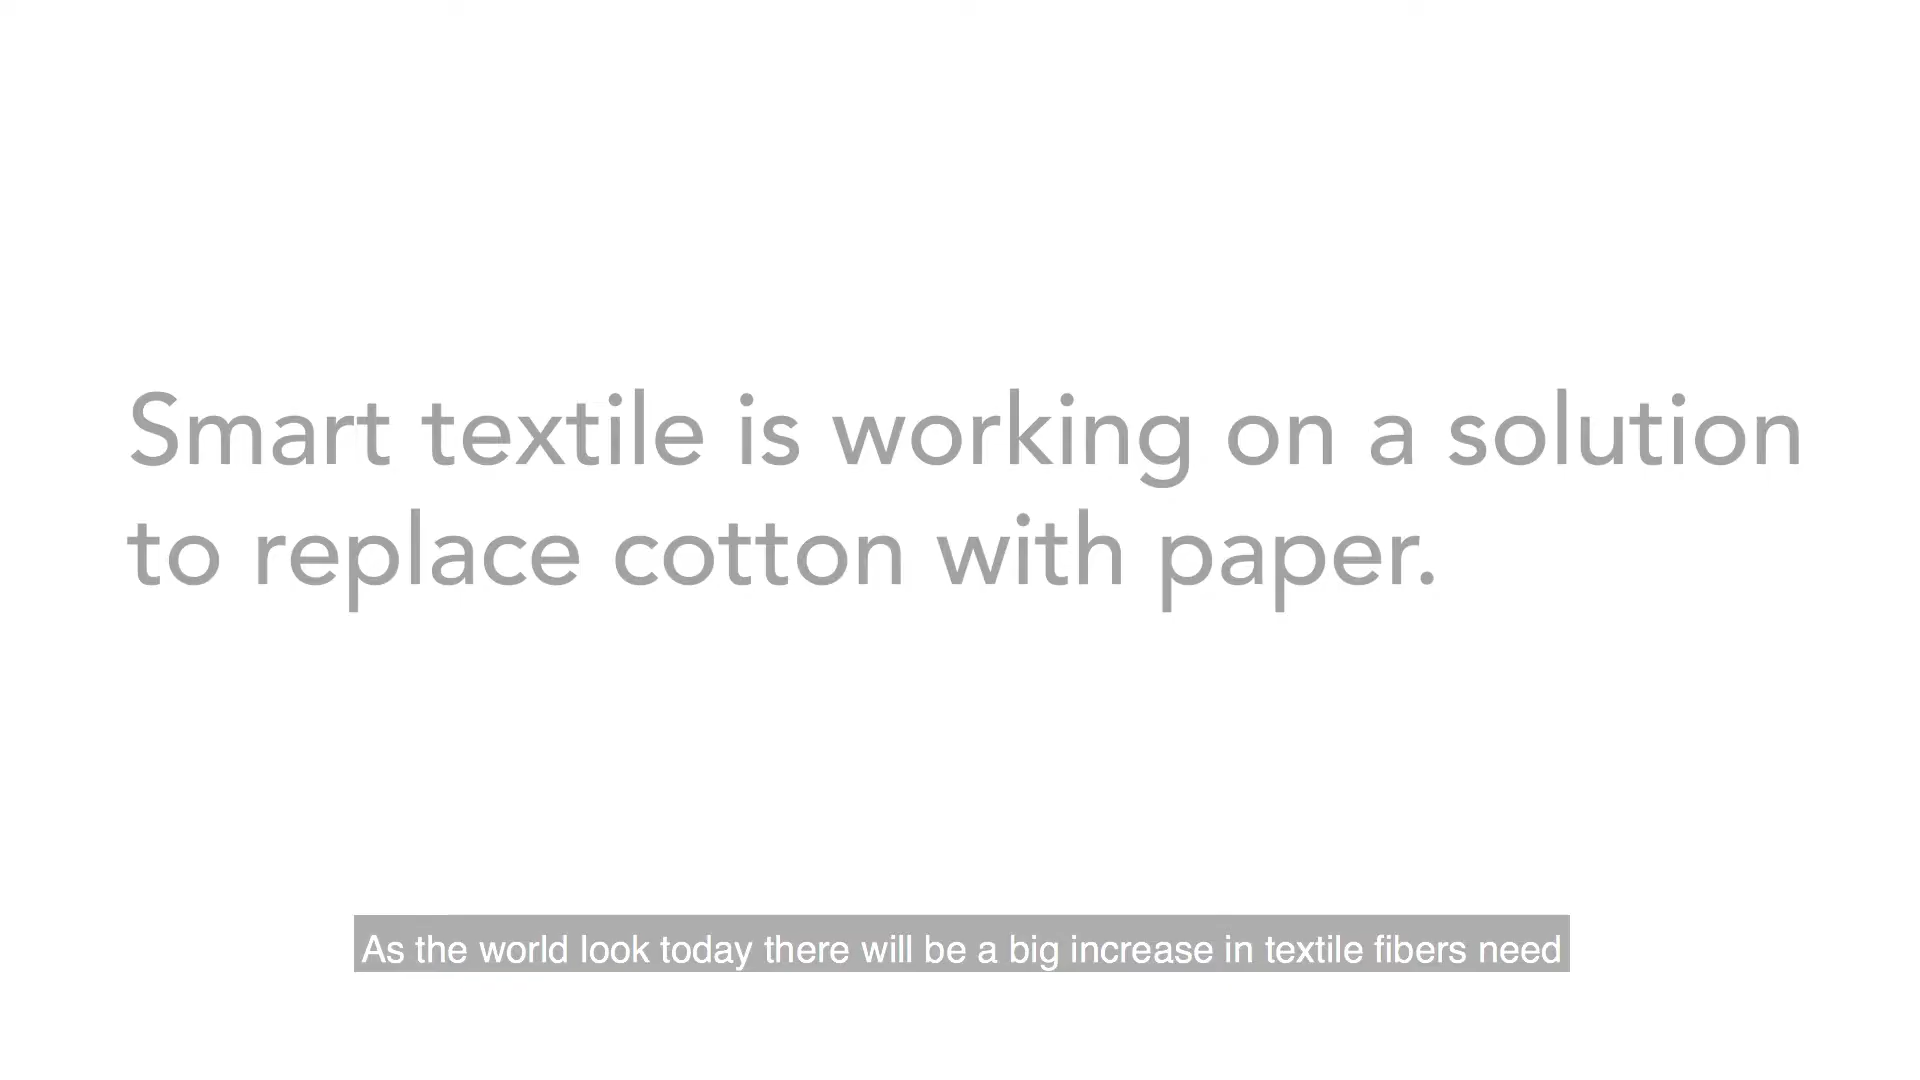 Smart textile is working on a solution
to replace cotton with paper.
As the world look today there will be a big increase in textile fibers need